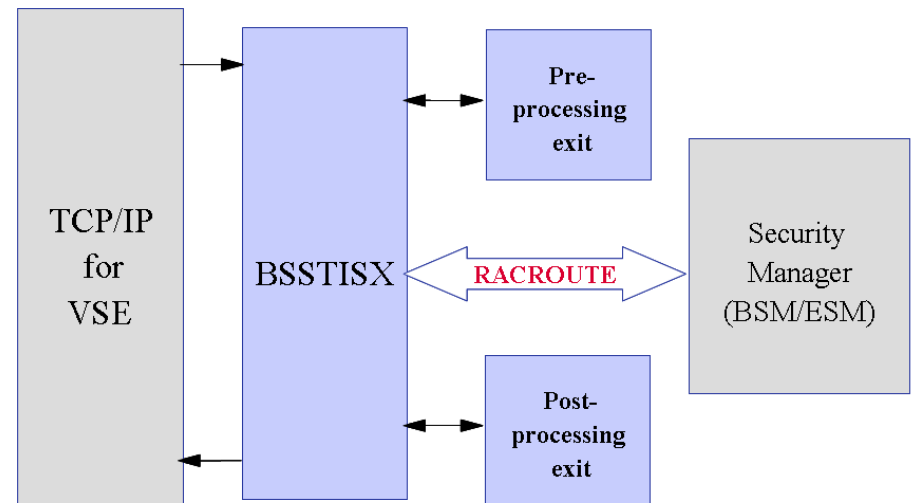 TCP/IP
for
VSE
BSSTISX
Pre-
processing
exit
RACROUTE
Security
Manager
(BSM/ESM)
Post-
processing
exit